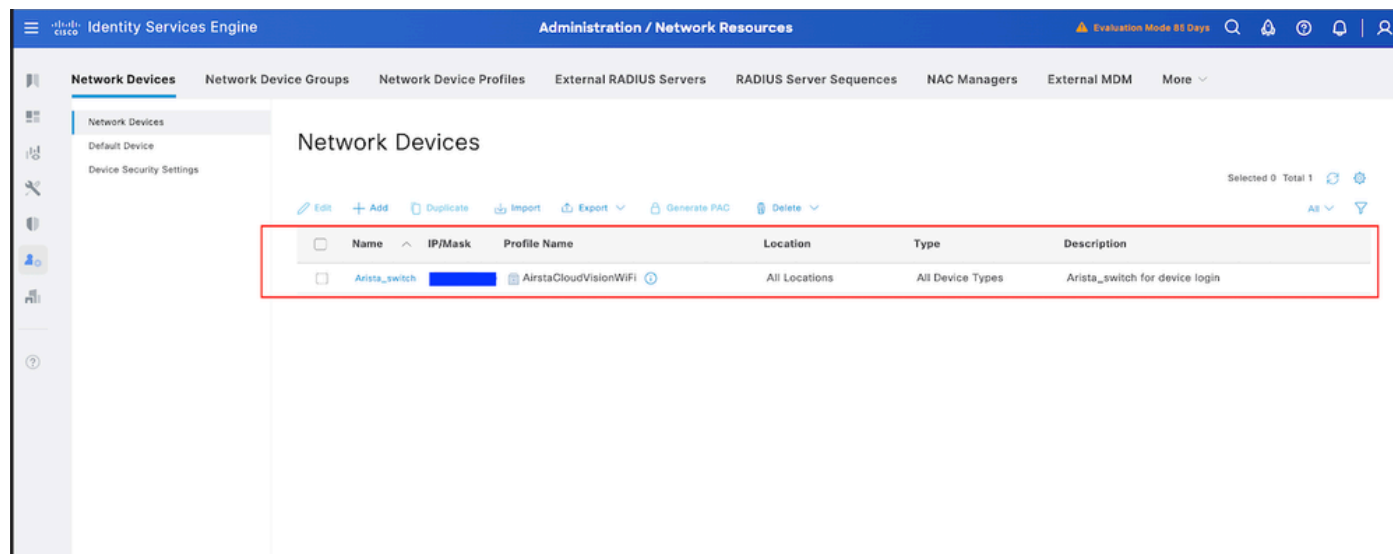 cisco Identity Services Engine Administration / Network Resources Evaluation Mode 85 Days
Network Devices Network Device Groups Network Device Profiles External RADIUS Servers RADIUS Server Sequences NAC Managers External MDM More
Network Devices
Default Device
Device Security Settings
Network Devices
Selected 0 Total 1
Edit Add Duplicate Import Export Generate PAC Delete All
Name IP/Mask Profile Name Location Type Description
Arista_switch AirstaCloudVisionWiFi All Locations All Device Types Arista_switch for device login